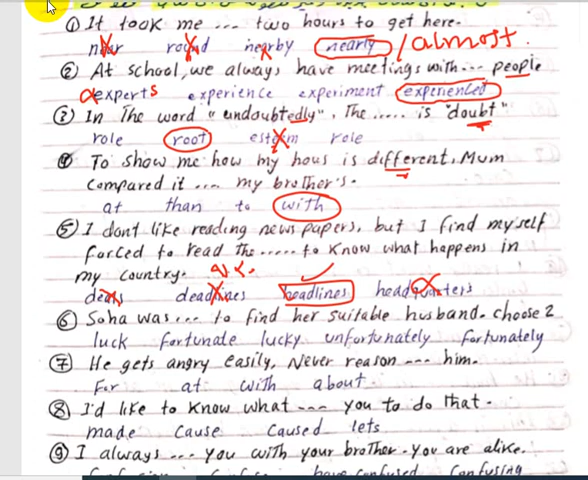 ① It took me .... two hours to get here.
near round nearby nearly / almost.
② At school, we always have meetings with ... people
experts experience experiment experienced
③ In The word "undoubtedly", The ..... is "doubt"
role root esteem role
④ To show me how my hous is different, Mum
Compared it .... my brother's.
at than to with
⑤ I dont like reading news papers, but I find my self
forced to read The ...... to know what happens in
my country.
deals deadlines headlines headquarters
⑥ Soha was ... to find her suitable husband. choose 2
luck fortunate lucky unfortunately fortunately
⑦ He gets angry easily, Never reason --- him.
For at with about.
⑧ I'd like to know what --- you to do that.
made Cause Caused lets
⑨ I always ... you with your brother. You are alike.
have confused Confusing